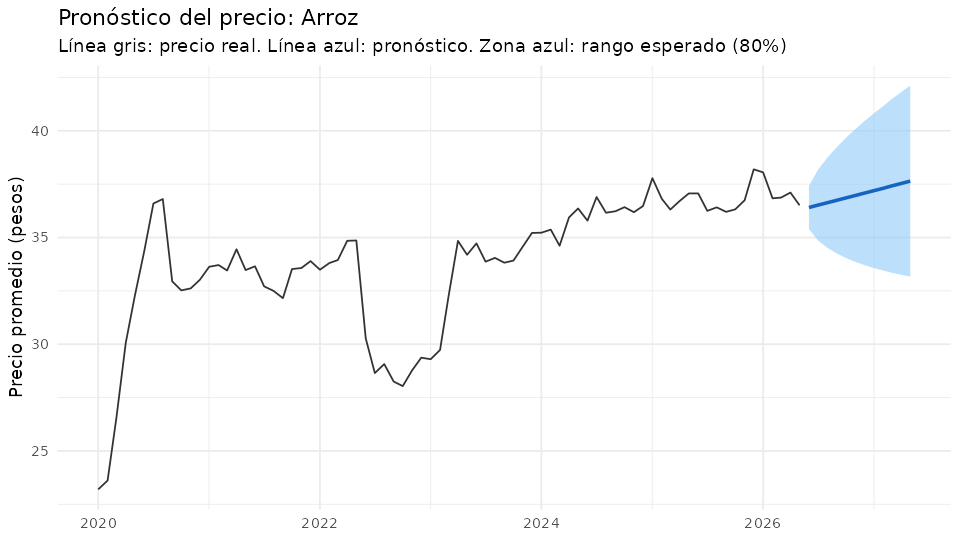 Pronóstico del precio: Arroz
Línea gris: precio real. Línea azul: pronóstico. Zona azul: rango esperado (80%)
Precio promedio (pesos)
40
35
30
25
2020
2022
2024
2026